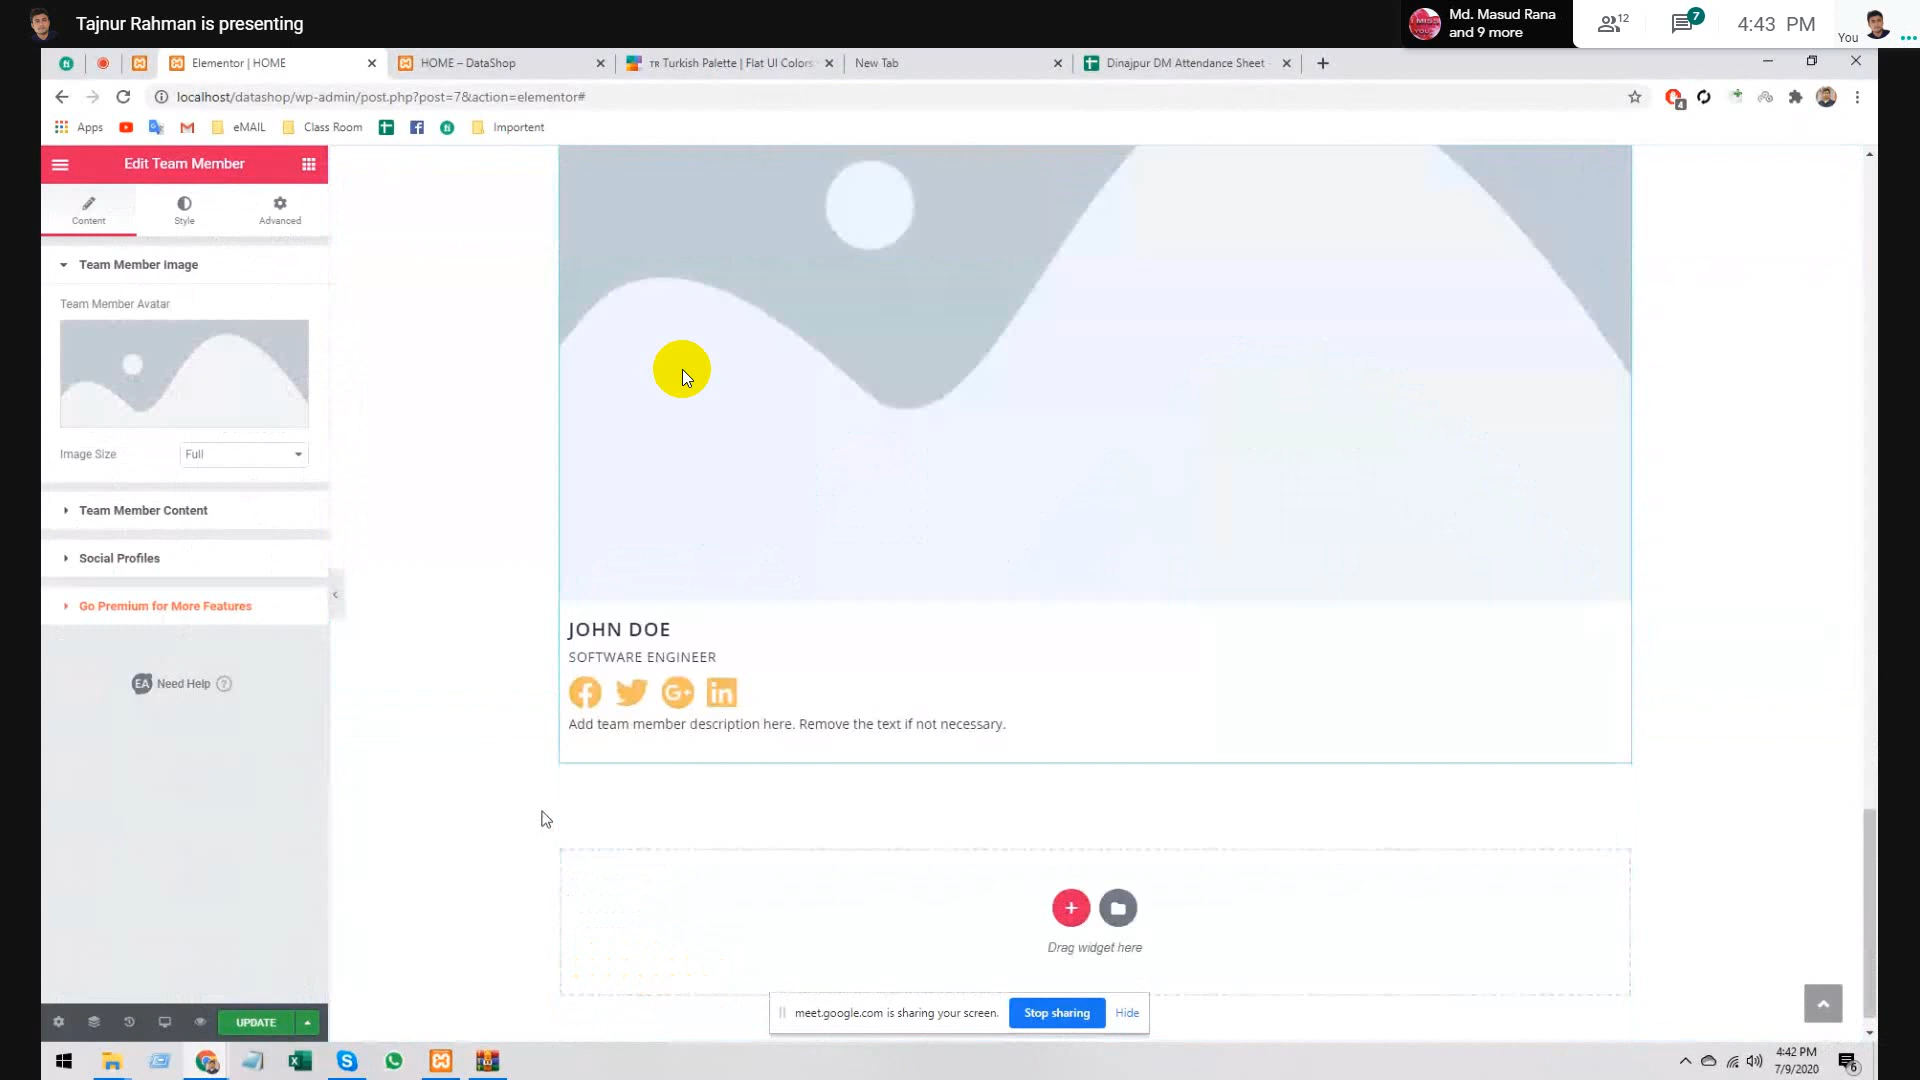 Tajnur Rahman is presenting
Md. Masud Rana
and 9 more
12
7
4:43 PM
You
Elementor | HOME
HOME – DataShop
TR Turkish Palette | Flat UI Colors
New Tab
Dinajpur DM Attendance Sheet
localhost/datashop/wp-admin/post.php?post=7&action=elementor#
4
Apps
eMAIL
Class Room
Importent
Edit Team Member
Content
Style
Advanced
Team Member Image
Team Member Avatar
Image Size
Full
Team Member Content
Social Profiles
Go Premium for More Features
EA Need Help ?
JOHN DOE
SOFTWARE ENGINEER
Add team member description here. Remove the text if not necessary.
Drag widget here
meet.google.com is sharing your screen.
Stop sharing
Hide
UPDATE
4:42 PM
7/9/2020
6